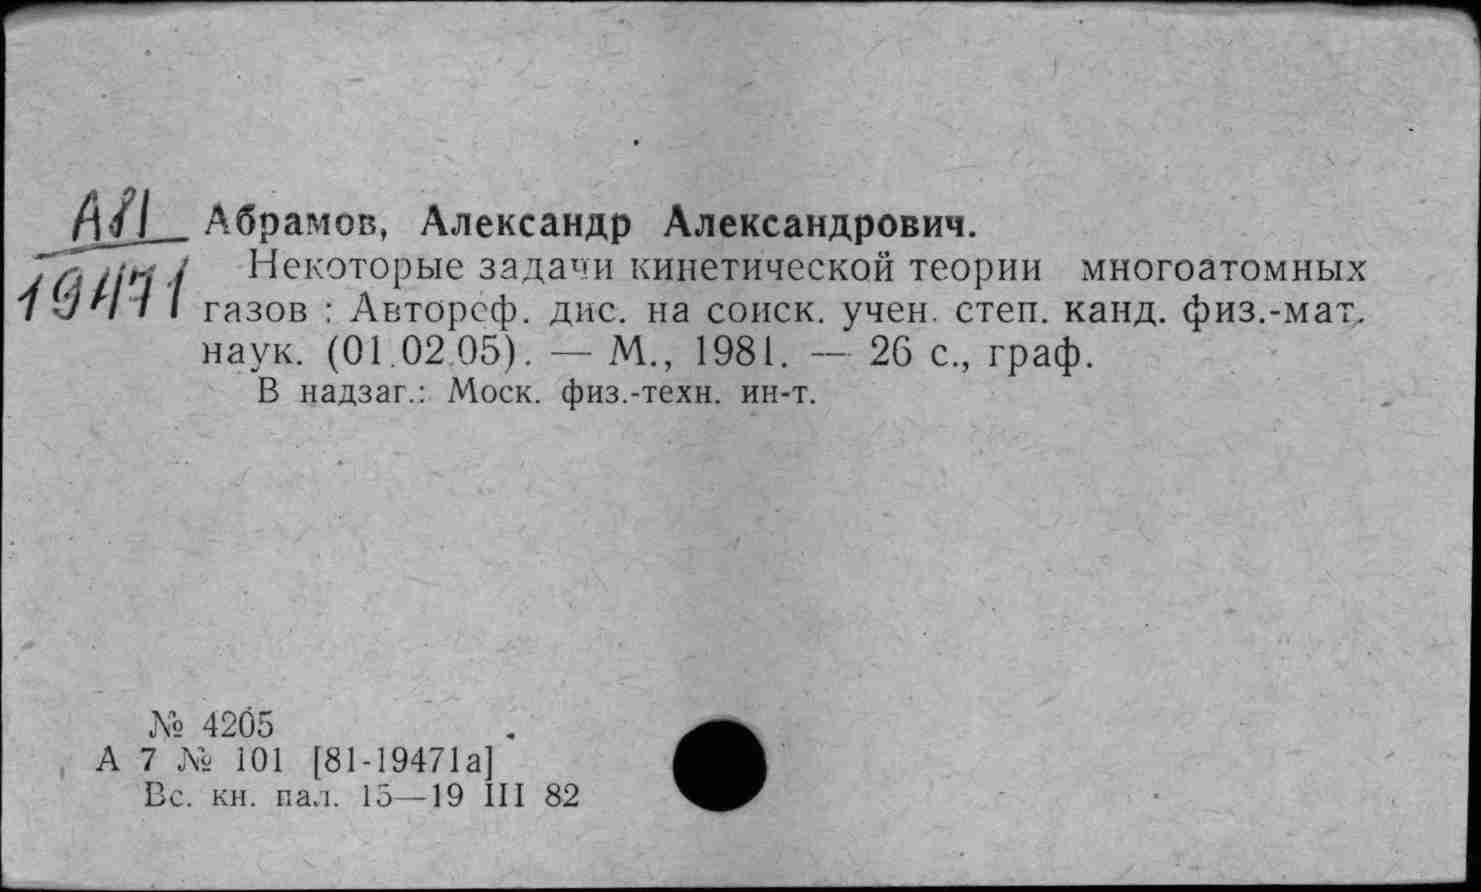 А81
19471
Абрамов, Александр Александрович.
Некоторые задачи кинетической теории многоатомных
газов : Автореф. дис. на соиск. учен. степ. канд. физ.-мат.
наук. (01.02.05). — М., 1981. — 26 с., граф.
В надзаг.: Моск. физ.-техн. ин-т.
№ 4205
А 7 № 101 [81-19471а]
Вс. кн. пал. 15—19 III 82